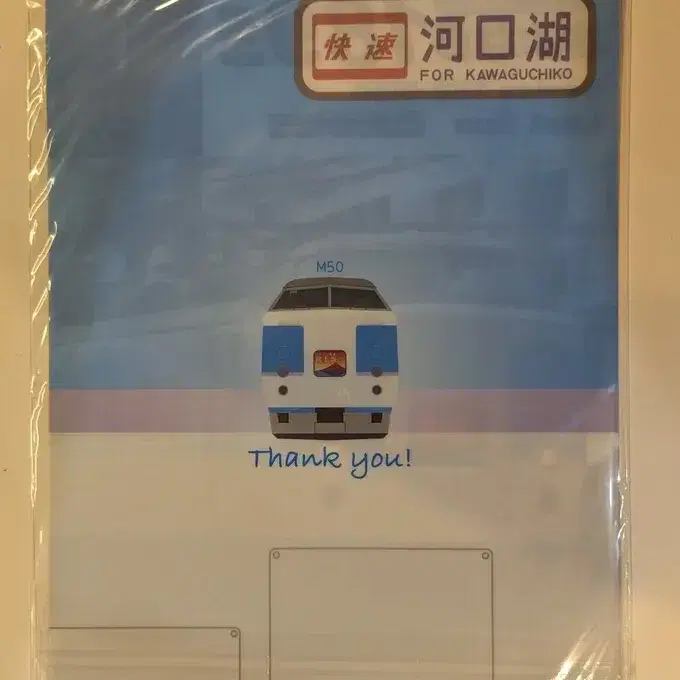 快速 河口湖
FOR KAWAGUCHIKO
M50
Thank you!